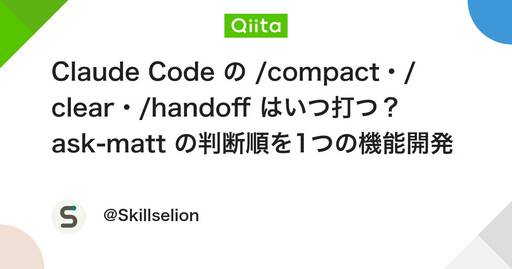 Qiita
Claude Code の /compact・/
clear・/handoff はいつ打つ？
ask-matt の判断順を1つの機能開発
@Skillselion